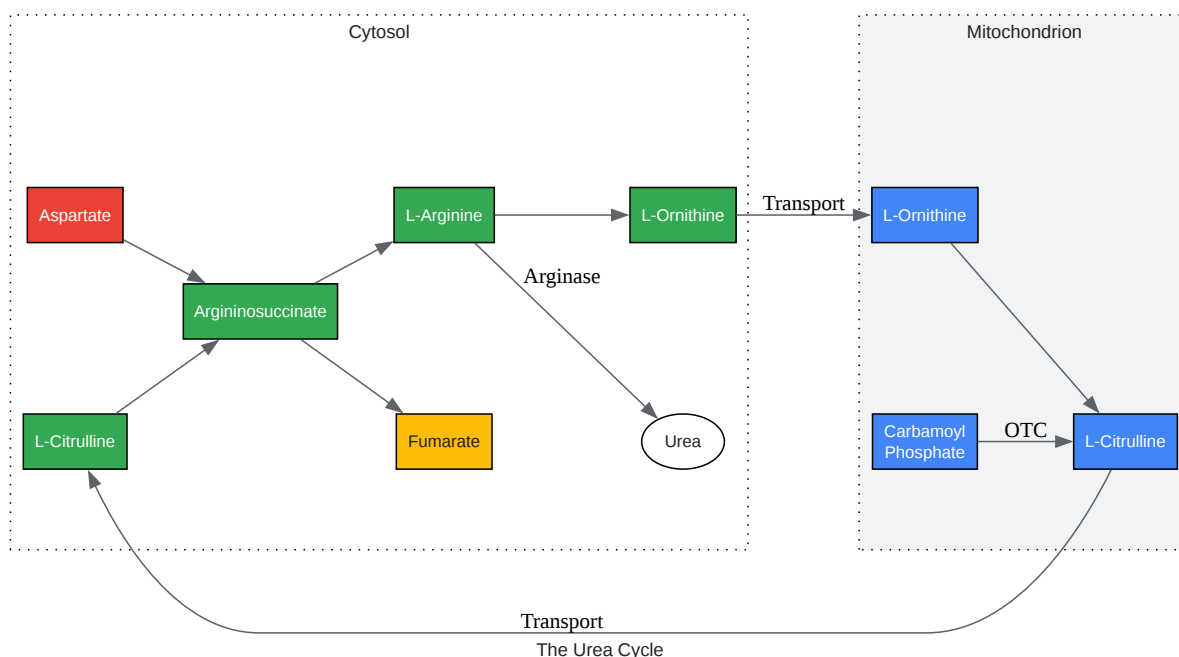 Cytosol
Mitochondrion
Aspartate
L-Arginine
L-Ornithine
Transport
L-Ornithine
Arginase
Argininosuccinate
L-Citrulline
Fumarate
Urea
Carbamoyl
Phosphate
OTC
L-Citrulline
Transport
The Urea Cycle